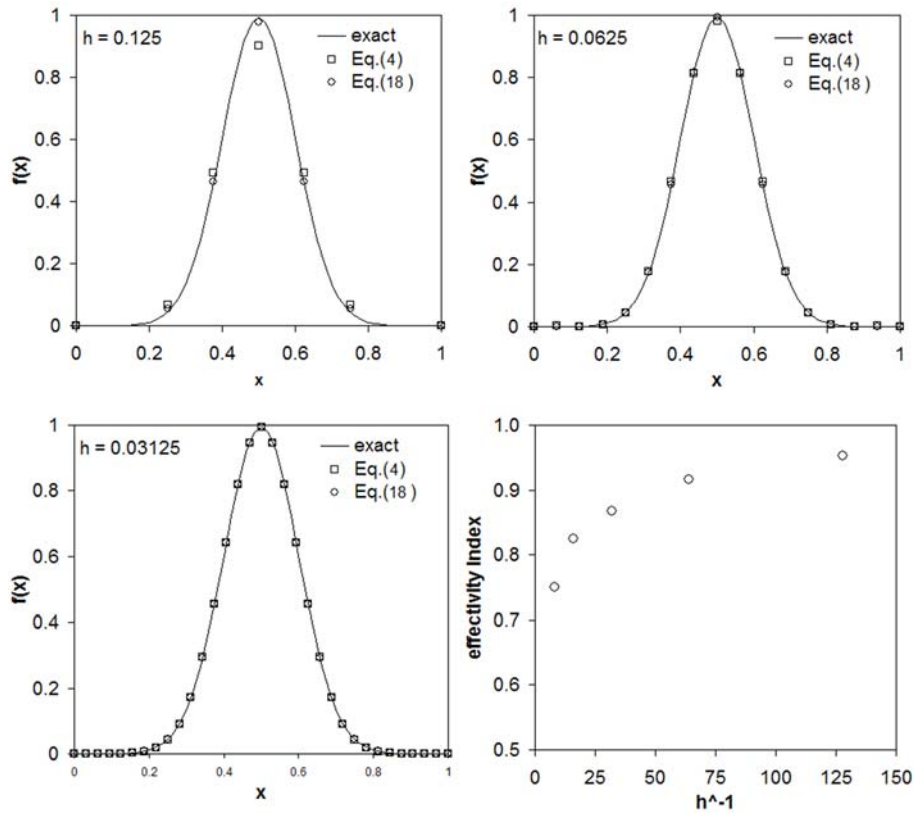 h = 0.125
exact
Eq.(4)
Eq.(18 )
1
0.8
0.6
0.4
0.2
0
f(x)
0
0.2
0.4
0.6
0.8
1
x
h = 0.0625
exact
Eq.(4)
Eq.(18 )
1
0.8
0.6
0.4
0.2
0
f(x)
0
0.2
0.4
0.6
0.8
1
x
h = 0.03125
exact
Eq.(4)
Eq.(18 )
1
0.8
0.6
0.4
0.2
0
f(x)
0
0.2
0.4
0.6
0.8
1
x
1.0
0.9
0.8
0.7
0.6
0.5
effectivity Index
0
25
50
75
100
125
150
h^-1